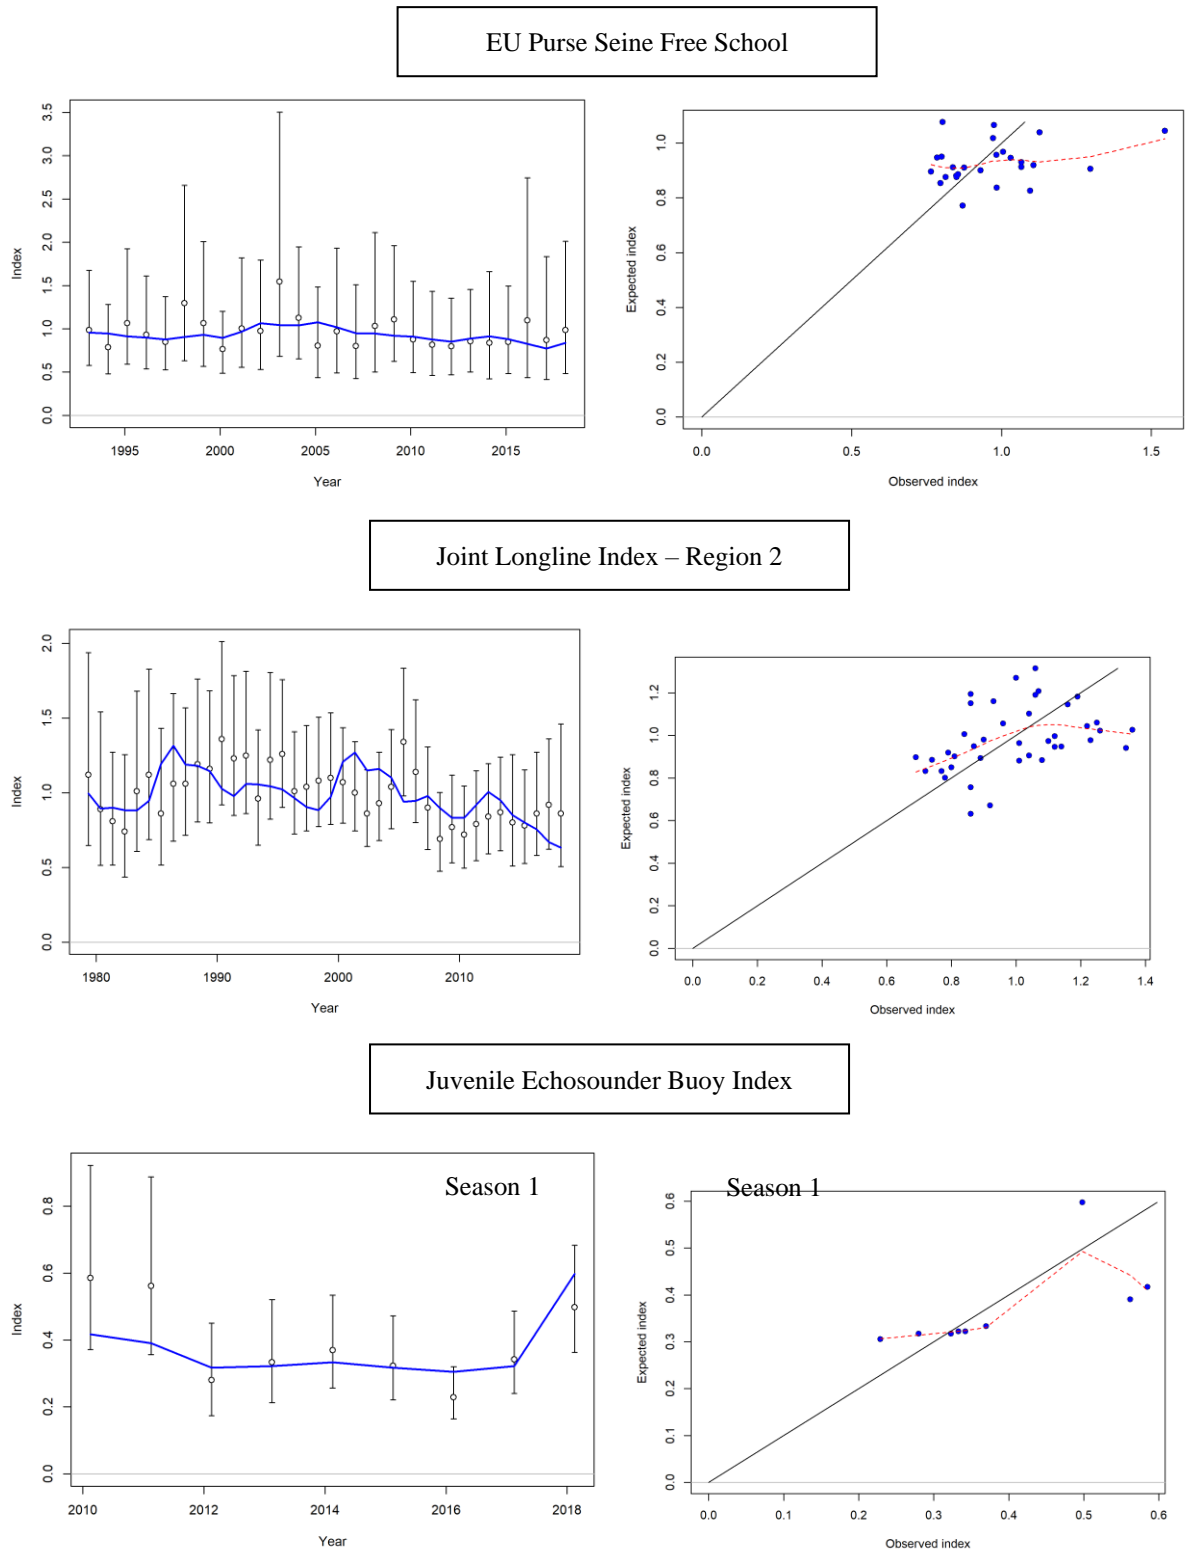 EU Purse Seine Free School
3.5
3.0
2.5
2.0
1.5
1.0
0.5
0.0
Index
1995 2000 2005 2010 2015
Year
1.0
0.8
0.6
0.4
0.2
0.0
Expected index
0.0 0.5 1.0 1.5
Observed index
Joint Longline Index – Region 2
2.0
1.5
1.0
0.5
0.0
Index
1980 1990 2000 2010
Year
1.2
1.0
0.8
0.6
0.4
0.2
0.0
Expected index
0.0 0.2 0.4 0.6 0.8 1.0 1.2 1.4
Observed index
Juvenile Echosounder Buoy Index
Season 1
0.8
0.6
0.4
0.2
0.0
Index
2010 2012 2014 2016 2018
Year
Season 1
0.6
0.5
0.4
0.3
0.2
0.1
0.0
Expected index
0.0 0.1 0.2 0.3 0.4 0.5 0.6
Observed index